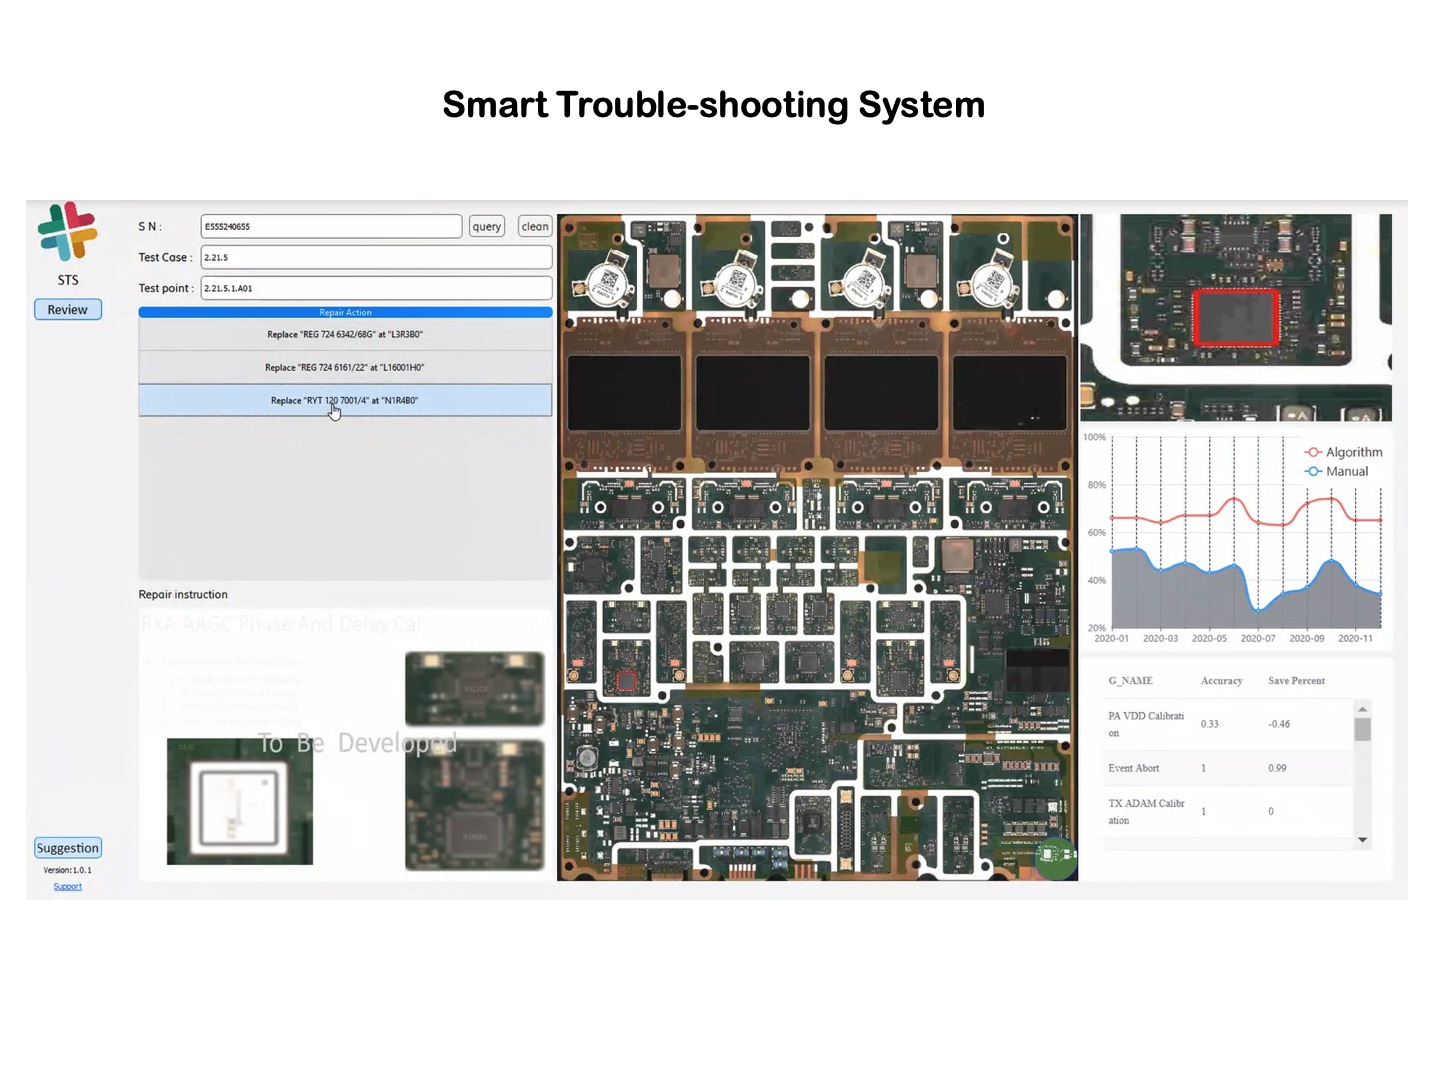 Smart Trouble-shooting System
STS
Review
S N :
E555240655
query
clean
Test Case :
2.21.5
Test point :
2.21.5.1.A01
Repair Action
Replace "REG 724 6342/68G" at "L3R3B0"
Replace "REG 724 6161/22" at "L16001H0"
Replace "RYT 120 7001/4" at "N1R4B0"
Repair instruction
RXA AAGC Phase And Delay Cal
To Be Developed
Suggestion
Version:1.0.1
Support
100%
80%
60%
40%
20%
Algorithm
Manual
2020-01
2020-03
2020-05
2020-07
2020-09
2020-11
G_NAME Accuracy Save Percent
PA VDD Calibrati
on
0.33 -0.46
Event Abort 1 0.99
TX ADAM Calibr
ation
1 0